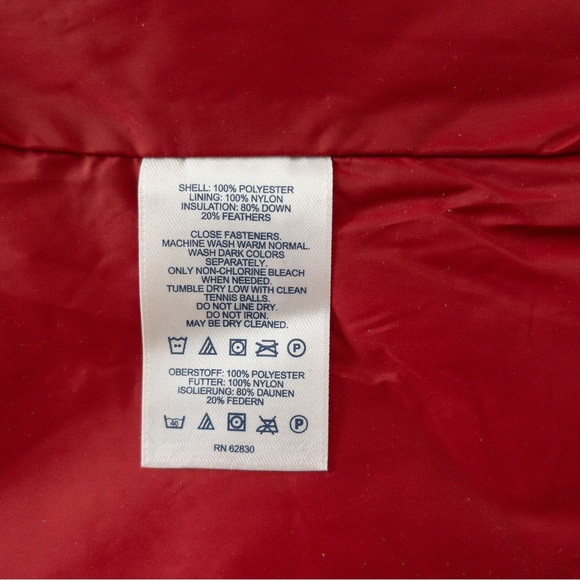 SHELL: 100% POLYESTER
LINING: 100% NYLON
INSULATION: 80% DOWN
20% FEATHERS
CLOSE FASTENERS.
MACHINE WASH WARM NORMAL.
WASH DARK COLORS
SEPARATELY.
ONLY NON-CHLORINE BLEACH
WHEN NEEDED.
TUMBLE DRY LOW WITH CLEAN
TENNIS BALLS.
DO NOT LINE DRY.
DO NOT IRON.
MAY BE DRY CLEANED.
P
OBERSTOFF: 100% POLYESTER
FUTTER: 100% NYLON
ISOLIERUNG: 80% DAUNEN
20% FEDERN
40 P
RN 62830